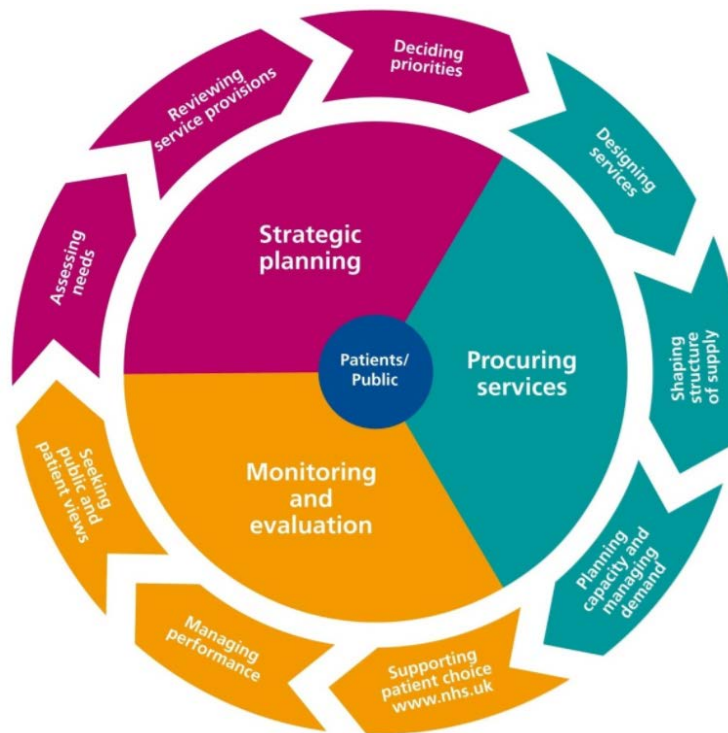 Deciding
priorities
Designing
services
Shaping
structure
of supply
Planning
capacity and
managing
demand
Supporting
patient choice
www.nhs.uk
Managing
performance
Seeking
public and
patient views
Assessing
needs
Reviewing
service provisions
Strategic
planning
Procuring
services
Monitoring
and
evaluation
Patients/
Public